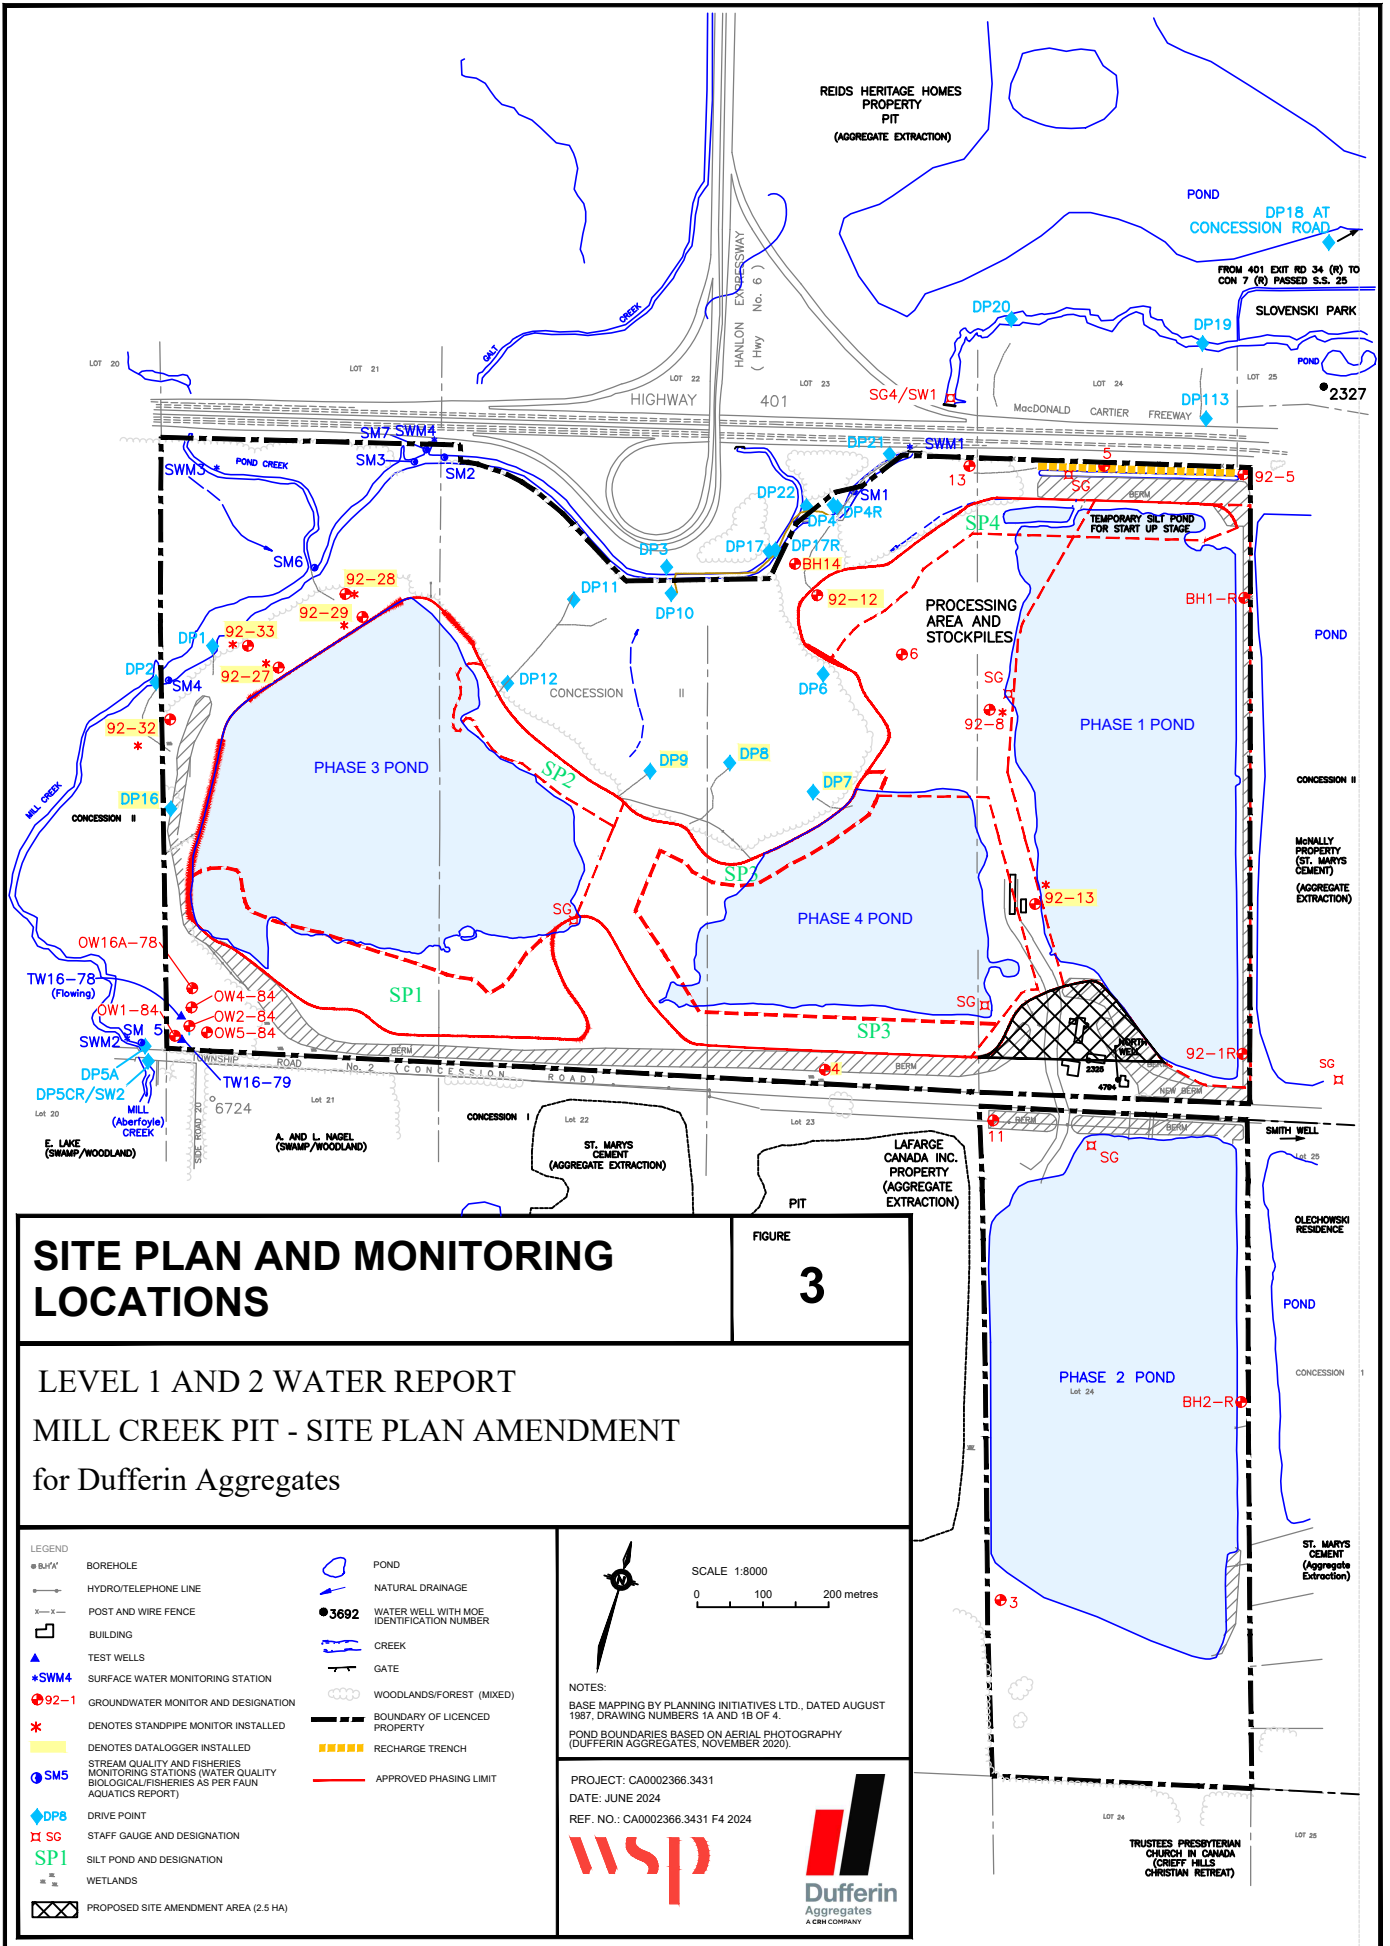 REIDS HERITAGE HOMES
PROPERTY
PIT
(AGGREGATE EXTRACTION)
POND
DP18 AT
CONCESSION ROAD
FROM 401 EXIT RD 34 (R) TO
CON 7 (R) PASSED S.S. 25
SLOVENSKI PARK
HANLON EXPRESSWAY
( Hwy No. 6 )
CREEK
GALT
DP20
DP19
POND
LOT 20
LOT 21
LOT 22
LOT 23
LOT 24
LOT 25
2327
HIGHWAY 401
SG4/SW1
MacDONALD CARTIER FREEWAY
DP113
SM7
SWM4
SWM3
POND CREEK
SM3
SM2
DP21
SWM1
13
5
SG
92-5
BERM
DP22
SM1
DP4
DP4R
SP4
TEMPORARY SILT POND
FOR START UP STAGE
SM6
DP3
DP17
DP17R
BH14
92-28
92-29
DP11
DP10
92-12
PROCESSING
AREA AND
STOCKPILES
BH1-R
POND
DP1
92-33
92-27
DP2
SM4
DP12
CONCESSION II
DP6
6
SG
92-8
92-32
PHASE 1 POND
PHASE 3 POND
SP2
DP9
DP8
DP7
DP16
MILL CREEK
CONCESSION II
CONCESSION II
McNALLY
PROPERTY
(ST. MARYS
CEMENT)
(AGGREGATE
EXTRACTION)
SP3
92-13
SG
PHASE 4 POND
OW16A-78
TW16-78
(Flowing)
OW4-84
OW1-84
OW2-84
OW5-84
SP1
SG
SP3
SM 5
SWM2
DP5A
DP5CR/SW2
TOWNSHIP ROAD No. 2 (CONCESSION ROAD)
BERM
BERM
4
NORTH
WELL
2325
4794
BERM
NEW BERM
92-1R
SG
TW16-79
6724
MILL
(Aberfoyle)
CREEK
Lot 20
SIDE ROAD 20
Lot 21
CONCESSION I
Lot 22
Lot 23
11
BERM
BERM
SMITH WELL
Lot 25
E. LAKE
(SWAMP/WOODLAND)
A. AND L. NAGEL
(SWAMP/WOODLAND)
ST. MARYS
CEMENT
(AGGREGATE EXTRACTION)
LAFARGE
CANADA INC.
PROPERTY
(AGGREGATE
EXTRACTION)
PIT
SG
OLECHOWSKI
RESIDENCE
POND
PHASE 2 POND
Lot 24
CONCESSION 1
BH2-R
ST. MARYS
CEMENT
(Aggregate
Extraction)
3
LOT 24
LOT 25
TRUSTEES PRESBYTERIAN
CHURCH IN CANADA
(CRIEFF HILLS
CHRISTIAN RETREAT)
SITE PLAN AND MONITORING
LOCATIONS
FIGURE
3
LEVEL 1 AND 2 WATER REPORT
MILL CREEK PIT - SITE PLAN AMENDMENT
for Dufferin Aggregates
LEGEND
B.H'A' BOREHOLE
HYDRO/TELEPHONE LINE
POST AND WIRE FENCE
BUILDING
TEST WELLS
SWM4 SURFACE WATER MONITORING STATION
92-1 GROUNDWATER MONITOR AND DESIGNATION
DENOTES STANDPIPE MONITOR INSTALLED
DENOTES DATALOGGER INSTALLED
SM5 STREAM QUALITY AND FISHERIES
MONITORING STATIONS (WATER QUALITY
BIOLOGICAL/FISHERIES AS PER FAUN
AQUATICS REPORT)
DP8 DRIVE POINT
SG STAFF GAUGE AND DESIGNATION
SP1 SILT POND AND DESIGNATION
WETLANDS
PROPOSED SITE AMENDMENT AREA (2.5 HA)
POND
NATURAL DRAINAGE
3692 WATER WELL WITH MOE
IDENTIFICATION NUMBER
CREEK
GATE
WOODLANDS/FOREST (MIXED)
BOUNDARY OF LICENCED
PROPERTY
RECHARGE TRENCH
APPROVED PHASING LIMIT
N
SCALE 1:8000
0 100 200 metres
NOTES:
BASE MAPPING BY PLANNING INITIATIVES LTD., DATED AUGUST
1987, DRAWING NUMBERS 1A AND 1B OF 4.
POND BOUNDARIES BASED ON AERIAL PHOTOGRAPHY
(DUFFERIN AGGREGATES, NOVEMBER 2020).
PROJECT: CA0002366.3431
DATE: JUNE 2024
REF. NO.: CA0002366.3431 F4 2024
wsp
Dufferin
Aggregates
A CRH COMPANY